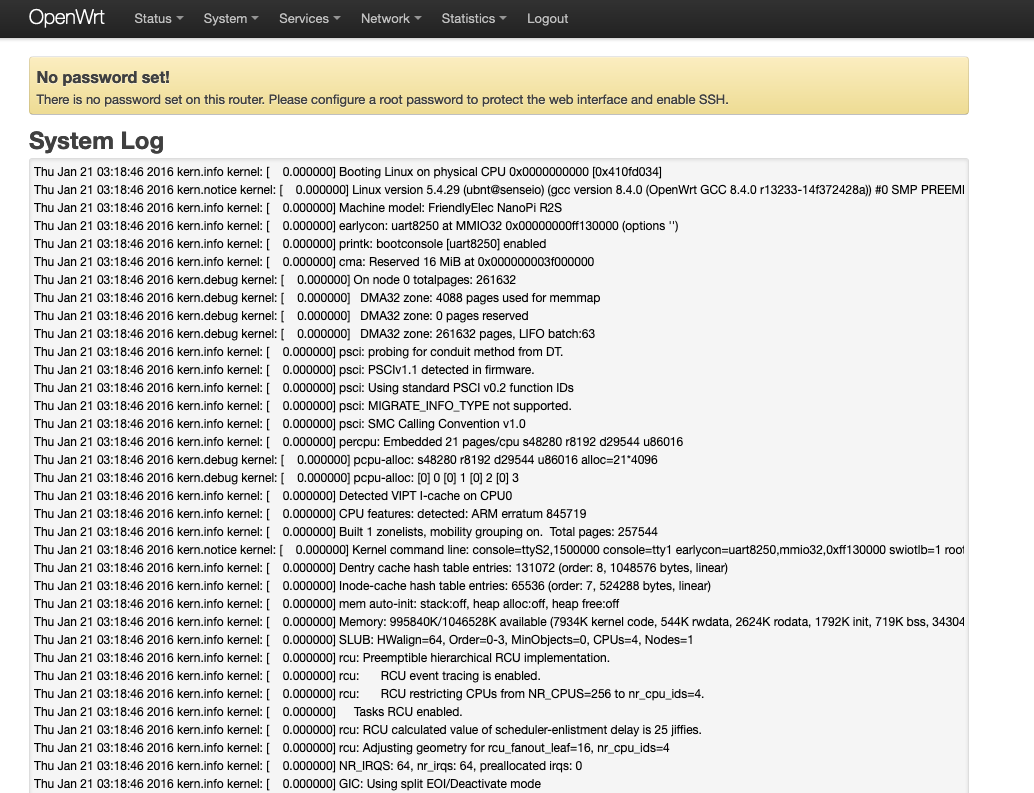 OpenWrt Status System Services Network Statistics Logout
No password set!
There is no password set on this router. Please configure a root password to protect the web interface and enable SSH.
System Log
Thu Jan 21 03:18:46 2016 kern.info kernel: [    0.000000] Booting Linux on physical CPU 0x0000000000 [0x410fd034]
Thu Jan 21 03:18:46 2016 kern.notice kernel: [    0.000000] Linux version 5.4.29 (ubnt@senseio) (gcc version 8.4.0 (OpenWrt GCC 8.4.0 r13233-14f372428a)) #0 SMP PREEMI
Thu Jan 21 03:18:46 2016 kern.info kernel: [    0.000000] Machine model: FriendlyElec NanoPi R2S
Thu Jan 21 03:18:46 2016 kern.info kernel: [    0.000000] earlycon: uart8250 at MMIO32 0x00000000ff130000 (options '')
Thu Jan 21 03:18:46 2016 kern.info kernel: [    0.000000] printk: bootconsole [uart8250] enabled
Thu Jan 21 03:18:46 2016 kern.info kernel: [    0.000000] cma: Reserved 16 MiB at 0x000000003f000000
Thu Jan 21 03:18:46 2016 kern.debug kernel: [    0.000000] On node 0 totalpages: 261632
Thu Jan 21 03:18:46 2016 kern.debug kernel: [    0.000000]   DMA32 zone: 4088 pages used for memmap
Thu Jan 21 03:18:46 2016 kern.debug kernel: [    0.000000]   DMA32 zone: 0 pages reserved
Thu Jan 21 03:18:46 2016 kern.debug kernel: [    0.000000]   DMA32 zone: 261632 pages, LIFO batch:63
Thu Jan 21 03:18:46 2016 kern.info kernel: [    0.000000] psci: probing for conduit method from DT.
Thu Jan 21 03:18:46 2016 kern.info kernel: [    0.000000] psci: PSCIv1.1 detected in firmware.
Thu Jan 21 03:18:46 2016 kern.info kernel: [    0.000000] psci: Using standard PSCI v0.2 function IDs
Thu Jan 21 03:18:46 2016 kern.info kernel: [    0.000000] psci: MIGRATE_INFO_TYPE not supported.
Thu Jan 21 03:18:46 2016 kern.info kernel: [    0.000000] psci: SMC Calling Convention v1.0
Thu Jan 21 03:18:46 2016 kern.info kernel: [    0.000000] percpu: Embedded 21 pages/cpu s48280 r8192 d29544 u86016
Thu Jan 21 03:18:46 2016 kern.debug kernel: [    0.000000] pcpu-alloc: s48280 r8192 d29544 u86016 alloc=21*4096
Thu Jan 21 03:18:46 2016 kern.debug kernel: [    0.000000] pcpu-alloc: [0] 0 [0] 1 [0] 2 [0] 3
Thu Jan 21 03:18:46 2016 kern.info kernel: [    0.000000] Detected VIPT I-cache on CPU0
Thu Jan 21 03:18:46 2016 kern.info kernel: [    0.000000] CPU features: detected: ARM erratum 845719
Thu Jan 21 03:18:46 2016 kern.info kernel: [    0.000000] Built 1 zonelists, mobility grouping on.  Total pages: 257544
Thu Jan 21 03:18:46 2016 kern.notice kernel: [    0.000000] Kernel command line: console=ttyS2,1500000 console=tty1 earlycon=uart8250,mmio32,0xff130000 swiotlb=1 root
Thu Jan 21 03:18:46 2016 kern.info kernel: [    0.000000] Dentry cache hash table entries: 131072 (order: 8, 1048576 bytes, linear)
Thu Jan 21 03:18:46 2016 kern.info kernel: [    0.000000] Inode-cache hash table entries: 65536 (order: 7, 524288 bytes, linear)
Thu Jan 21 03:18:46 2016 kern.info kernel: [    0.000000] mem auto-init: stack:off, heap alloc:off, heap free:off
Thu Jan 21 03:18:46 2016 kern.info kernel: [    0.000000] Memory: 995840K/1046528K available (7934K kernel code, 544K rwdata, 2624K rodata, 1792K init, 719K bss, 34304
Thu Jan 21 03:18:46 2016 kern.info kernel: [    0.000000] SLUB: HWalign=64, Order=0-3, MinObjects=0, CPUs=4, Nodes=1
Thu Jan 21 03:18:46 2016 kern.info kernel: [    0.000000] rcu: Preemptible hierarchical RCU implementation.
Thu Jan 21 03:18:46 2016 kern.info kernel: [    0.000000] rcu:      RCU event tracing is enabled.
Thu Jan 21 03:18:46 2016 kern.info kernel: [    0.000000] rcu:      RCU restricting CPUs from NR_CPUS=256 to nr_cpu_ids=4.
Thu Jan 21 03:18:46 2016 kern.info kernel: [    0.000000]     Tasks RCU enabled.
Thu Jan 21 03:18:46 2016 kern.info kernel: [    0.000000] rcu: RCU calculated value of scheduler-enlistment delay is 25 jiffies.
Thu Jan 21 03:18:46 2016 kern.info kernel: [    0.000000] rcu: Adjusting geometry for rcu_fanout_leaf=16, nr_cpu_ids=4
Thu Jan 21 03:18:46 2016 kern.info kernel: [    0.000000] NR_IRQS: 64, nr_irqs: 64, preallocated irqs: 0
Thu Jan 21 03:18:46 2016 kern.info kernel: [    0.000000] GIC: Using split EOI/Deactivate mode